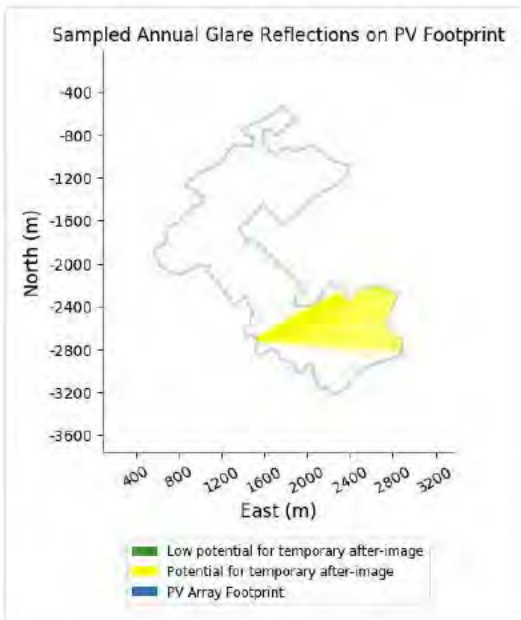 Sampled Annual Glare Reflections on PV Footprint
-400
-800
-1200
-1600
-2000
-2400
-2800
-3200
-3600
North (m)
400
800
1200
1600
2000
2400
2800
3200
East (m)
Low potential for temporary after-image
Potential for temporary after-image
PV Array Footprint